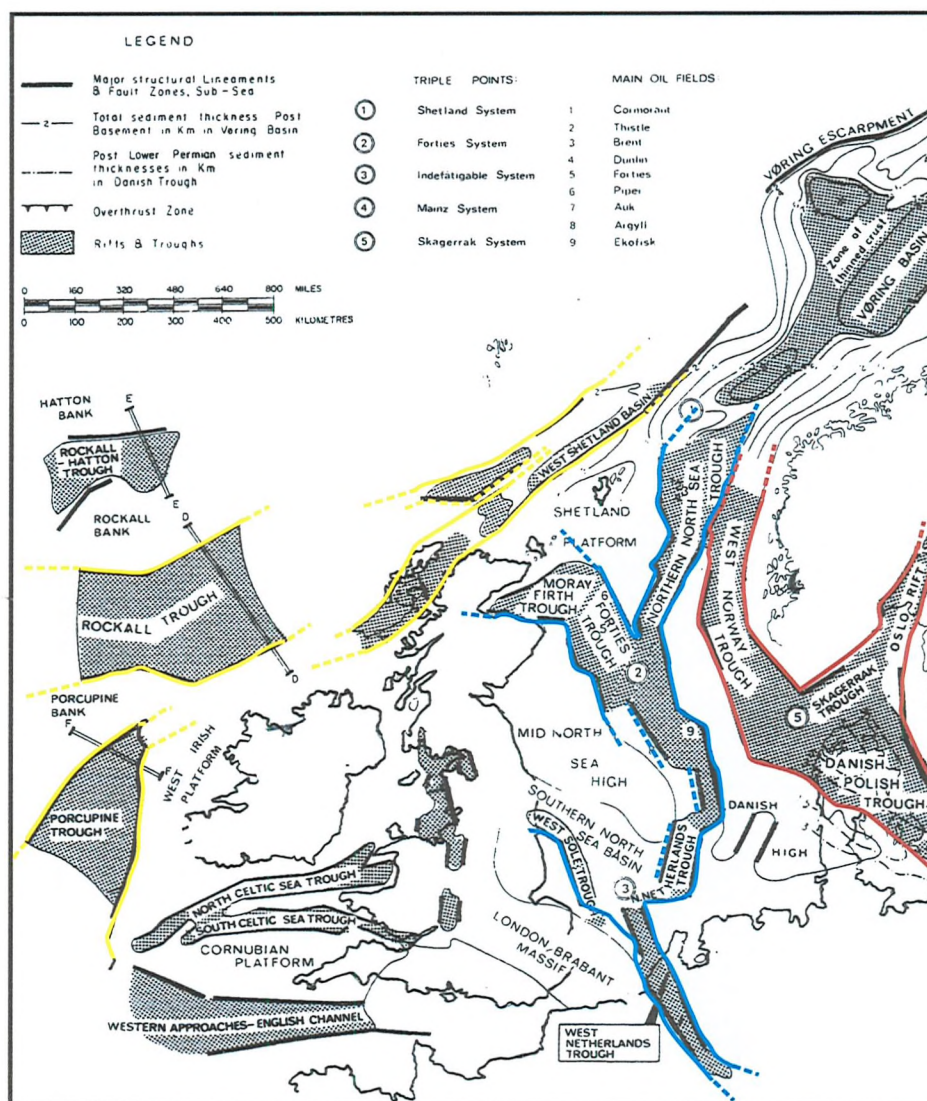 LEGEND
Major structural Lineaments
& Fault Zones, Sub-Sea
2
Total sediment thickness Post
Basement in Km in Vøring Basin
Post Lower Permian sediment
thicknesses in Km
in Danish Trough
Overthrust Zone
Rifts & Troughs
TRIPLE POINTS:
1 Shetland System
2 Forties System
3 Indefatigable System
4 Mainz System
5 Skagerrak System
MAIN OIL FIELDS:
1 Cormorant
2 Thistle
3 Brent
4 Dunlin
5 Forties
6 Piper
7 Auk
8 Argyll
9 Ekofisk
0 160 320 480 640 800 MILES
0 100 200 300 400 500 KILOMETRES
VØRING ESCARPMENT
Zone of
thinned crust
VØRING BASIN
HATTON
BANK
E
ROCKALL
-HATTON
TROUGH
E
ROCKALL
BANK
D
WEST SHETLAND BASIN
SHETLAND
PLATFORM
NORTHERN NORTH SEA
TROUGH
WEST NORWAY
TROUGH
OSLO RIFT
ROCKALL TROUGH
D
MORAY
FIRTH
TROUGH
6
FORTIES
TROUGH
2
PORCUPINE
BANK
F
F
WEST IRISH
PLATFORM
PORCUPINE
TROUGH
MID NORTH
SEA
HIGH
9
5
SKAGERRAK
TROUGH
DANISH-
POLISH
TROUGH
DANISH
HIGH
SOUTHERN NORTH
SEA BASIN
WEST SOLE TROUGH
3
N.NETHERLANDS
TROUGH
NORTH CELTIC SEA TROUGH
SOUTH CELTIC SEA TROUGH
CORNUBIAN
PLATFORM
LONDON, BRABANT
MASSIF
WESTERN APPROACHES-ENGLISH CHANNEL
WEST
NETHERLANDS
TROUGH